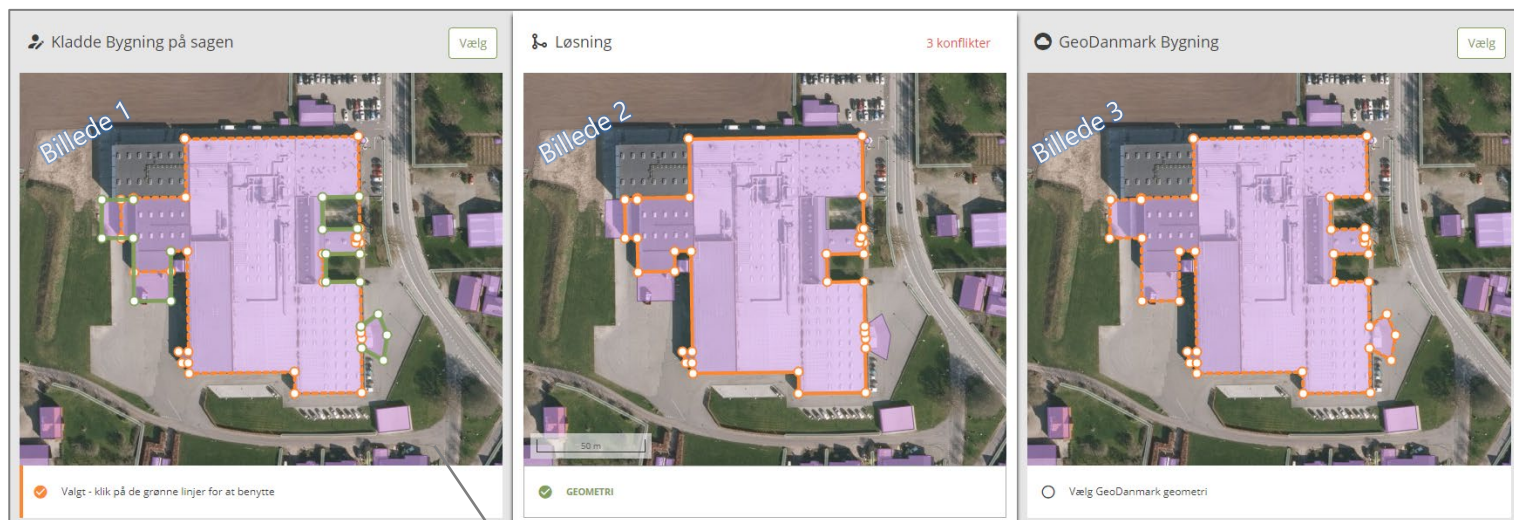 Kladde Bygning på sagen
Vælg
Billede 1
Valgt - klik på de grønne linjer for at benytte
Løsning
3 konflikter
Billede 2
50 m
GEOMETRI
GeoDanmark Bygning
Vælg
Billede 3
Vælg GeoDanmark geometri